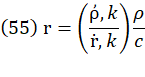 (55) r = (ῤ, k / ṙ, k) ρ / c